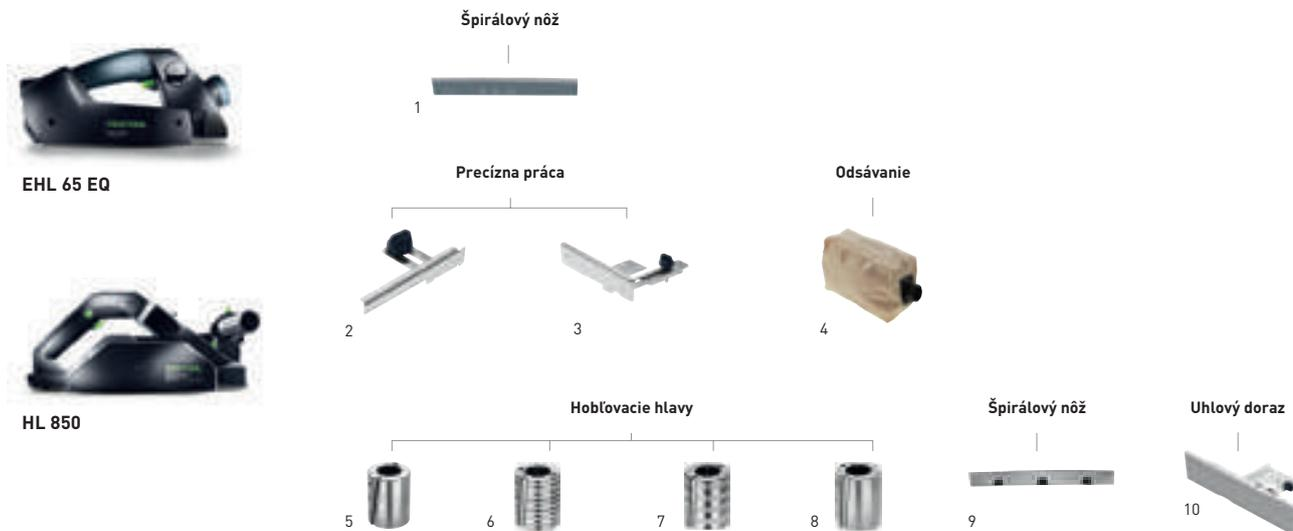 Špirálový nôž
1
EHL 65 EQ
Precízna práca
Odsávanie
2
3
4
HL 850
Hobľovacie hlavy
Špirálový nôž
Uhlový doraz
5
6
7
8
9
10